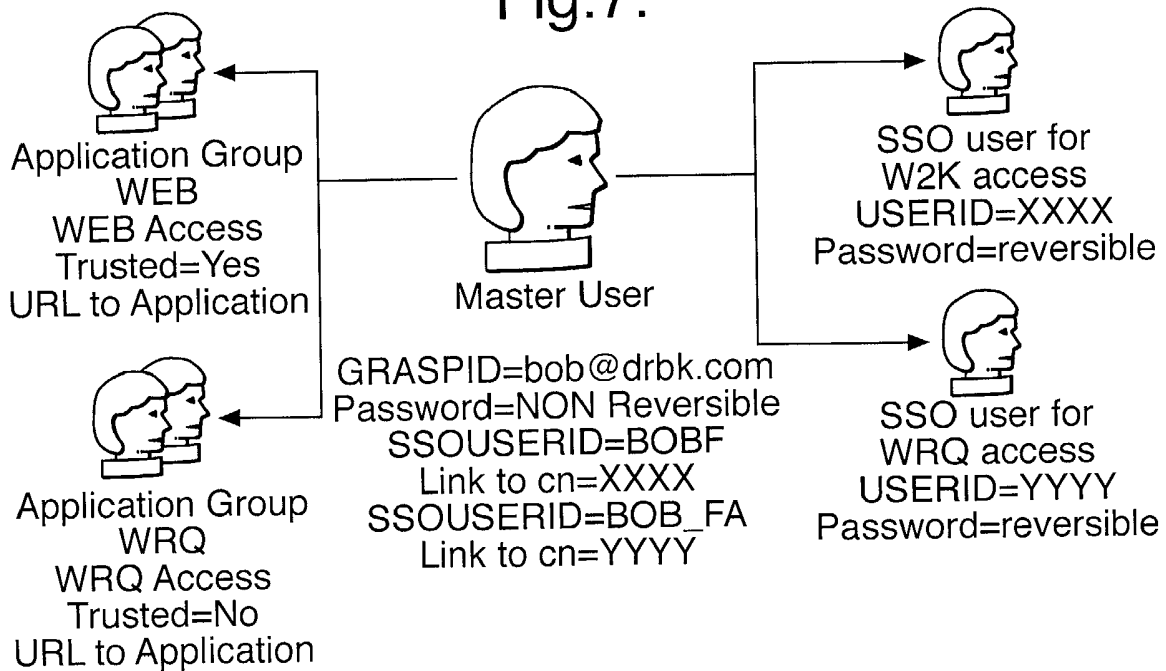 Fig.7.
Application Group
WEB
WEB Access
Trusted=Yes
URL to Application
Application Group
WRQ
WRQ Access
Trusted=No
URL to Application
Master User
GRASPID=bob@drbk.com
Password=NON Reversible
SSOUSERID=BOBF
Link to cn=XXXX
SSOUSERID=BOB_FA
Link to cn=YYYY
SSO user for
W2K access
USERID=XXXX
Password=reversible
SSO user for
WRQ access
USERID=YYYY
Password=reversible